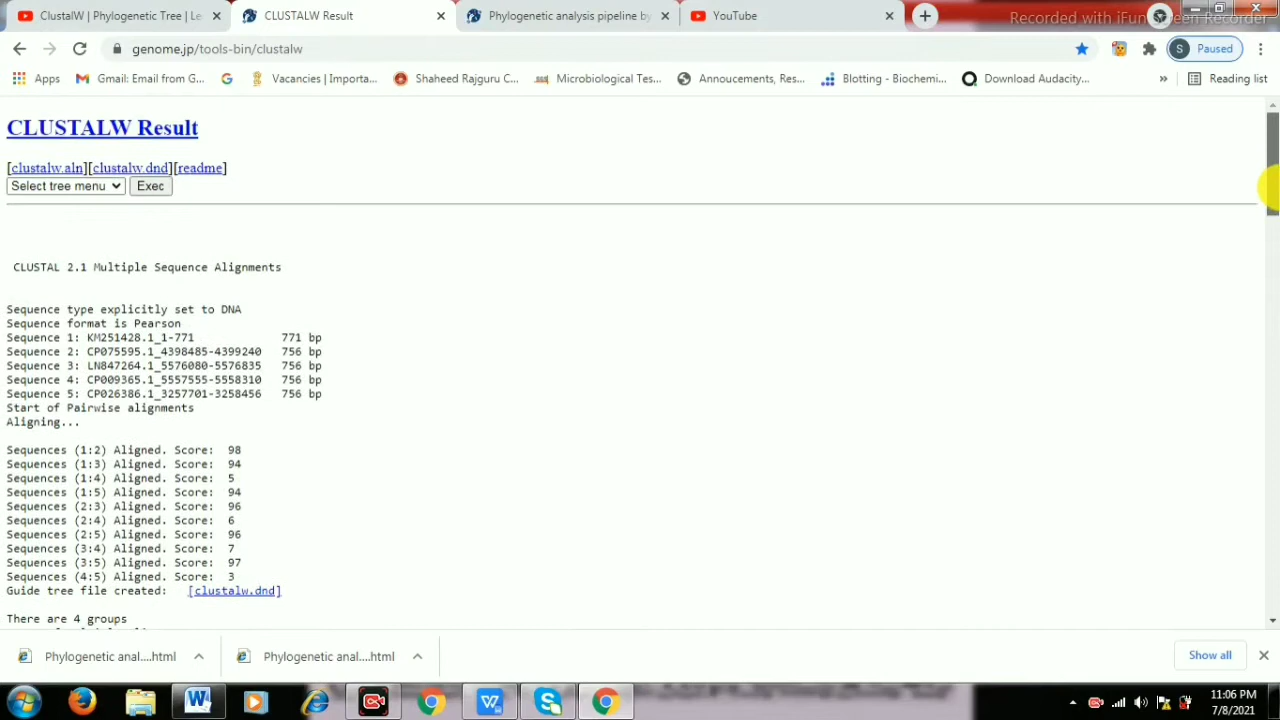 ClustalW | Phylogenetic Tree | Le
CLUSTALW Result
Phylogenetic analysis pipeline by
YouTube
Recorded with iFun Screen Recorder
genome.jp/tools-bin/clustalw
S Paused
Apps
Gmail: Email from G...
Vacancies | Importa...
Shaheed Rajguru C...
Microbiological Tes...
Annoucements, Res...
Blotting - Biochemi...
Download Audacity...
»
Reading list
CLUSTALW Result
[clustalw.aln][clustalw.dnd][readme]
Select tree menu Exec
CLUSTAL 2.1 Multiple Sequence Alignments
Sequence type explicitly set to DNA
Sequence format is Pearson
Sequence 1: KM251428.1_1-771 771 bp
Sequence 2: CP075595.1_4398485-4399240 756 bp
Sequence 3: LN847264.1_5576080-5576835 756 bp
Sequence 4: CP009365.1_5557555-5558310 756 bp
Sequence 5: CP026386.1_3257701-3258456 756 bp
Start of Pairwise alignments
Aligning...
Sequences (1:2) Aligned. Score: 98
Sequences (1:3) Aligned. Score: 94
Sequences (1:4) Aligned. Score: 5
Sequences (1:5) Aligned. Score: 94
Sequences (2:3) Aligned. Score: 96
Sequences (2:4) Aligned. Score: 6
Sequences (2:5) Aligned. Score: 96
Sequences (3:4) Aligned. Score: 7
Sequences (3:5) Aligned. Score: 97
Sequences (4:5) Aligned. Score: 3
Guide tree file created: [clustalw.dnd]
There are 4 groups
Phylogenetic anal....html
Phylogenetic anal....html
Show all
11:06 PM
7/8/2021